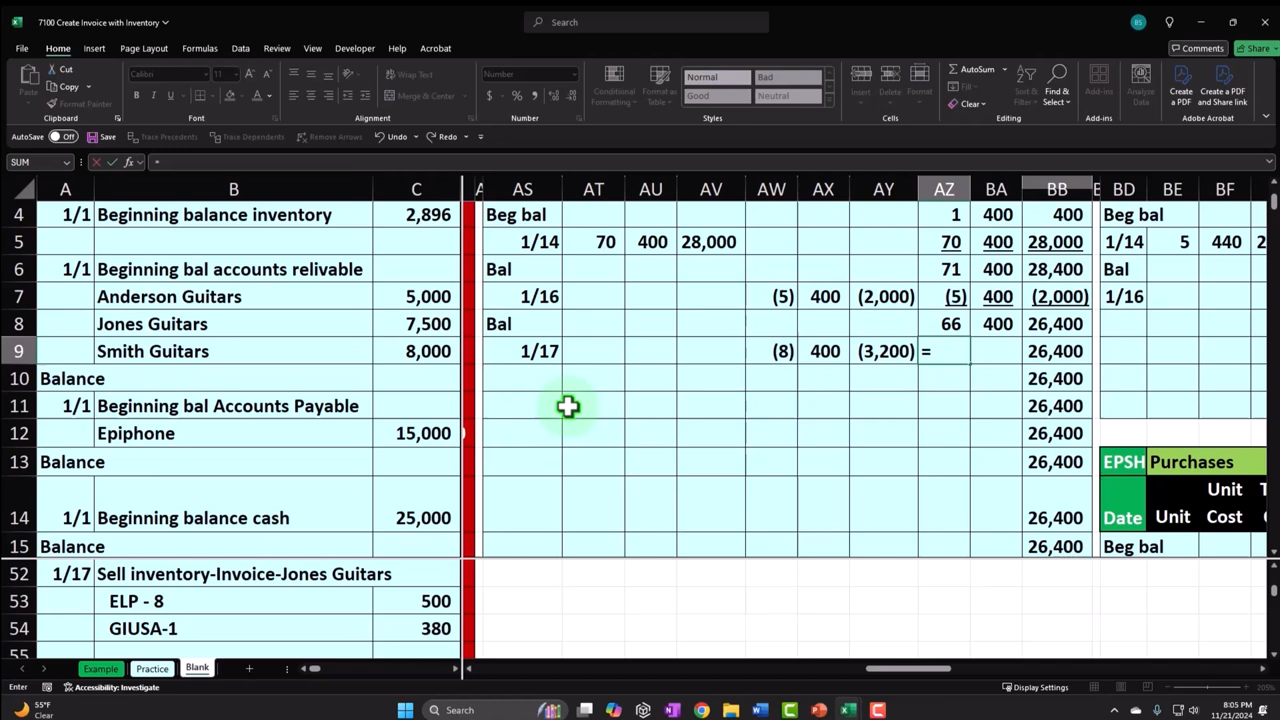 7100 Create Invoice with Inventory
Search
BS
File Home Insert Page Layout Formulas Data Review View Developer Help Acrobat
Comments Share
Paste Cut Copy Format Painter
Clipboard
Calibri 11
Font
Wrap Text
Merge & Center
Alignment
Number
Number
Conditional Formatting Format as Table
Normal Bad
Good Neutral
Styles
Insert Delete Format
Cells
AutoSum Fill Clear
Sort & Filter Find & Select
Editing
Add-ins
Add-ins
Analyze Data
Create a PDF Create a PDF and Share link
Adobe Acrobat
AutoSave Off Save Trace Precedents Trace Dependents Undo Redo
SUM fx =
A B C AS AT AU AV AW AX AY AZ BA BB BD BE BF
4 1/1 Beginning balance inventory 2,896 Beg bal 1 400 400 Beg bal
5 1/14 70 400 28,000 70 400 28,000 1/14 5 440 2
6 1/1 Beginning bal accounts relivable Bal 71 400 28,400 Bal
7 Anderson Guitars 5,000 1/16 (5) 400 (2,000) (5) 400 (2,000) 1/16
8 Jones Guitars 7,500 Bal 66 400 26,400
9 Smith Guitars 8,000 1/17 (8) 400 (3,200) = 26,400
10 Balance 26,400
11 1/1 Beginning bal Accounts Payable 26,400
12 Epiphone 15,000 26,400
13 Balance 26,400 EPSH Purchases
14 1/1 Beginning balance cash 25,000 26,400 Date Unit Unit Cost
15 Balance 26,400 Beg bal
52 1/17 Sell inventory-Invoice-Jones Guitars
53 ELP - 8 500
54 GIUSA-1 380
55
Example Practice Blank
Enter Accessibility: Investigate Display Settings 205%
55°F
Clear
Search
8:05 PM
11/21/2024